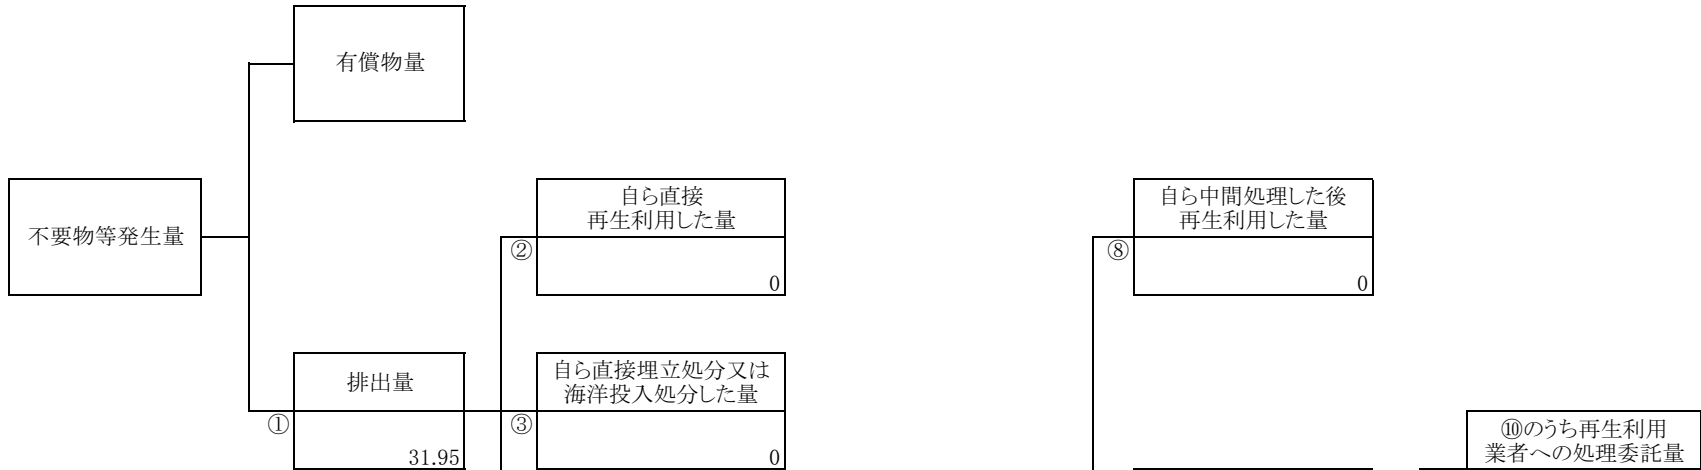 有償物量
不要物等発生量
自ら直接
再生利用した量
②
0
自ら中間処理した後
再生利用した量
⑧
0
排出量
①
31.95
自ら直接埋立処分又は
海洋投入処分した量
③
0
⑩のうち再生利用
業者への処理委託量